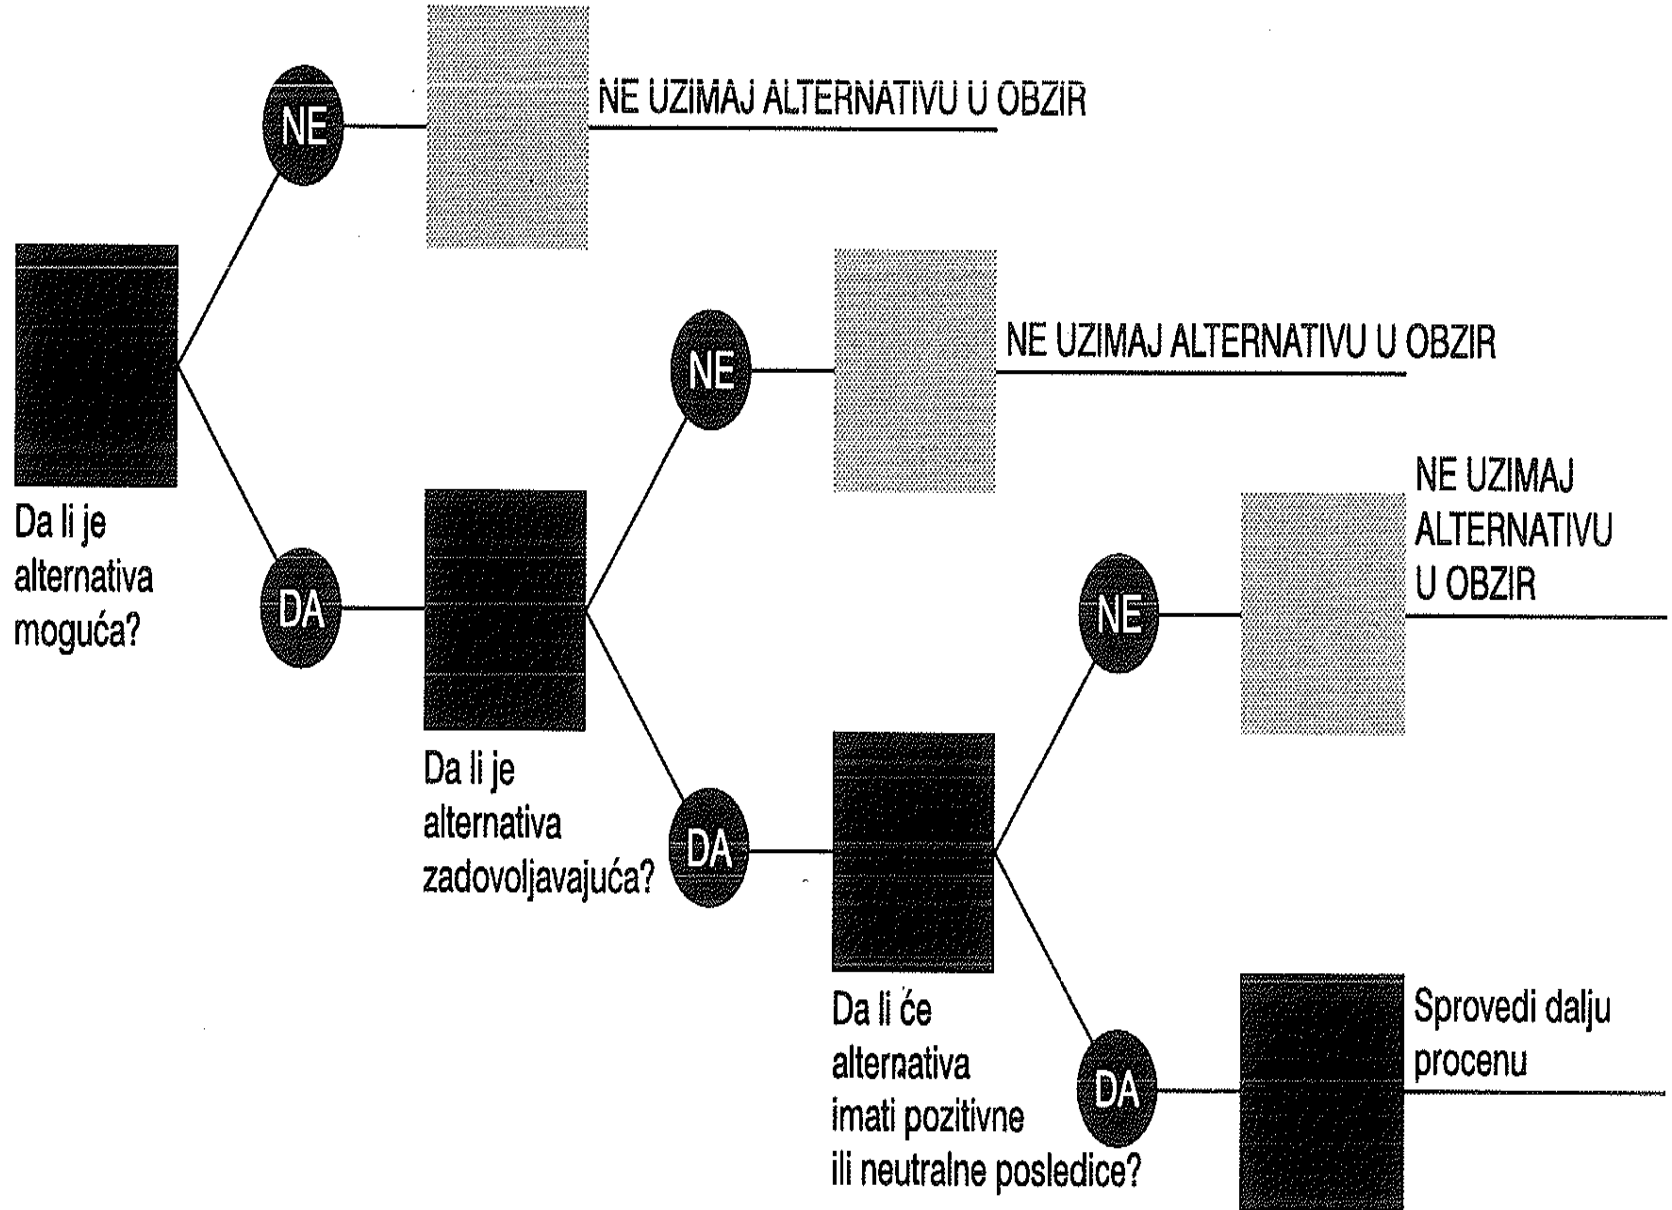 NE
NE UZIMAJ ALTERNATIVU U OBZIR
Da li je
alternativa
moguća?
DA
NE
NE UZIMAJ ALTERNATIVU U OBZIR
Da li je
alternativa
zadovoljavajuća?
DA
NE
NE UZIMAJ
ALTERNATIVU
U OBZIR
Da li će
alternativa
imati pozitivne
ili neutralne posledice?
DA
Sprovedi dalju
procenu